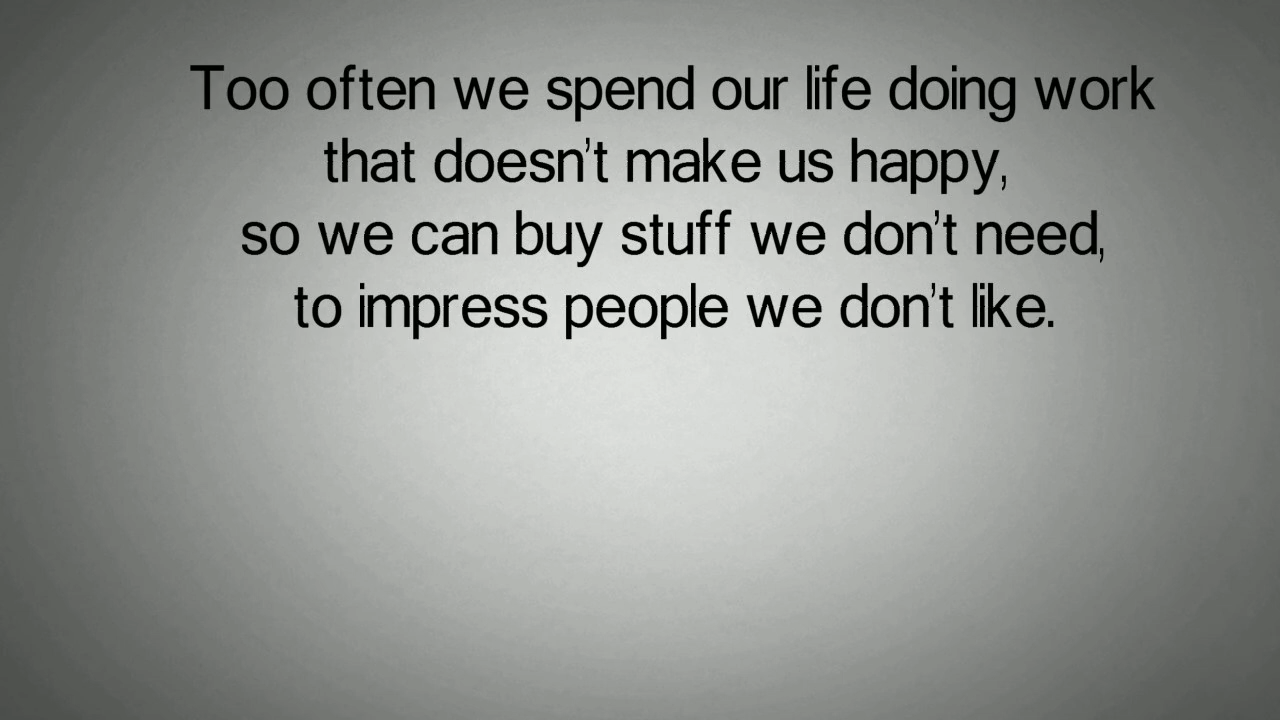 Too often we spend our life doing work
that doesn’t make us happy,
so we can buy stuff we don’t need,
to impress people we don’t like.